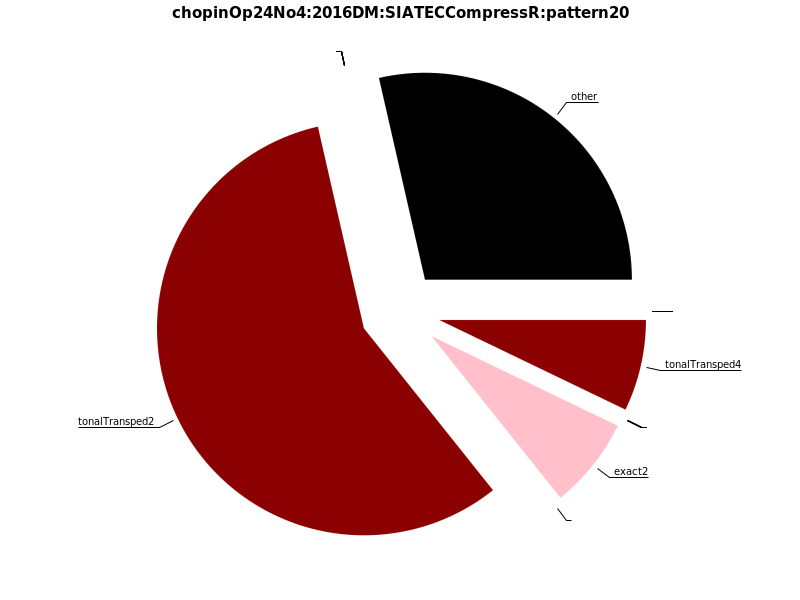 chopinOp24No4:2016DM:SIATECCompressR:pattern20
other
tonalTransped4
tonalTransped2
exact2